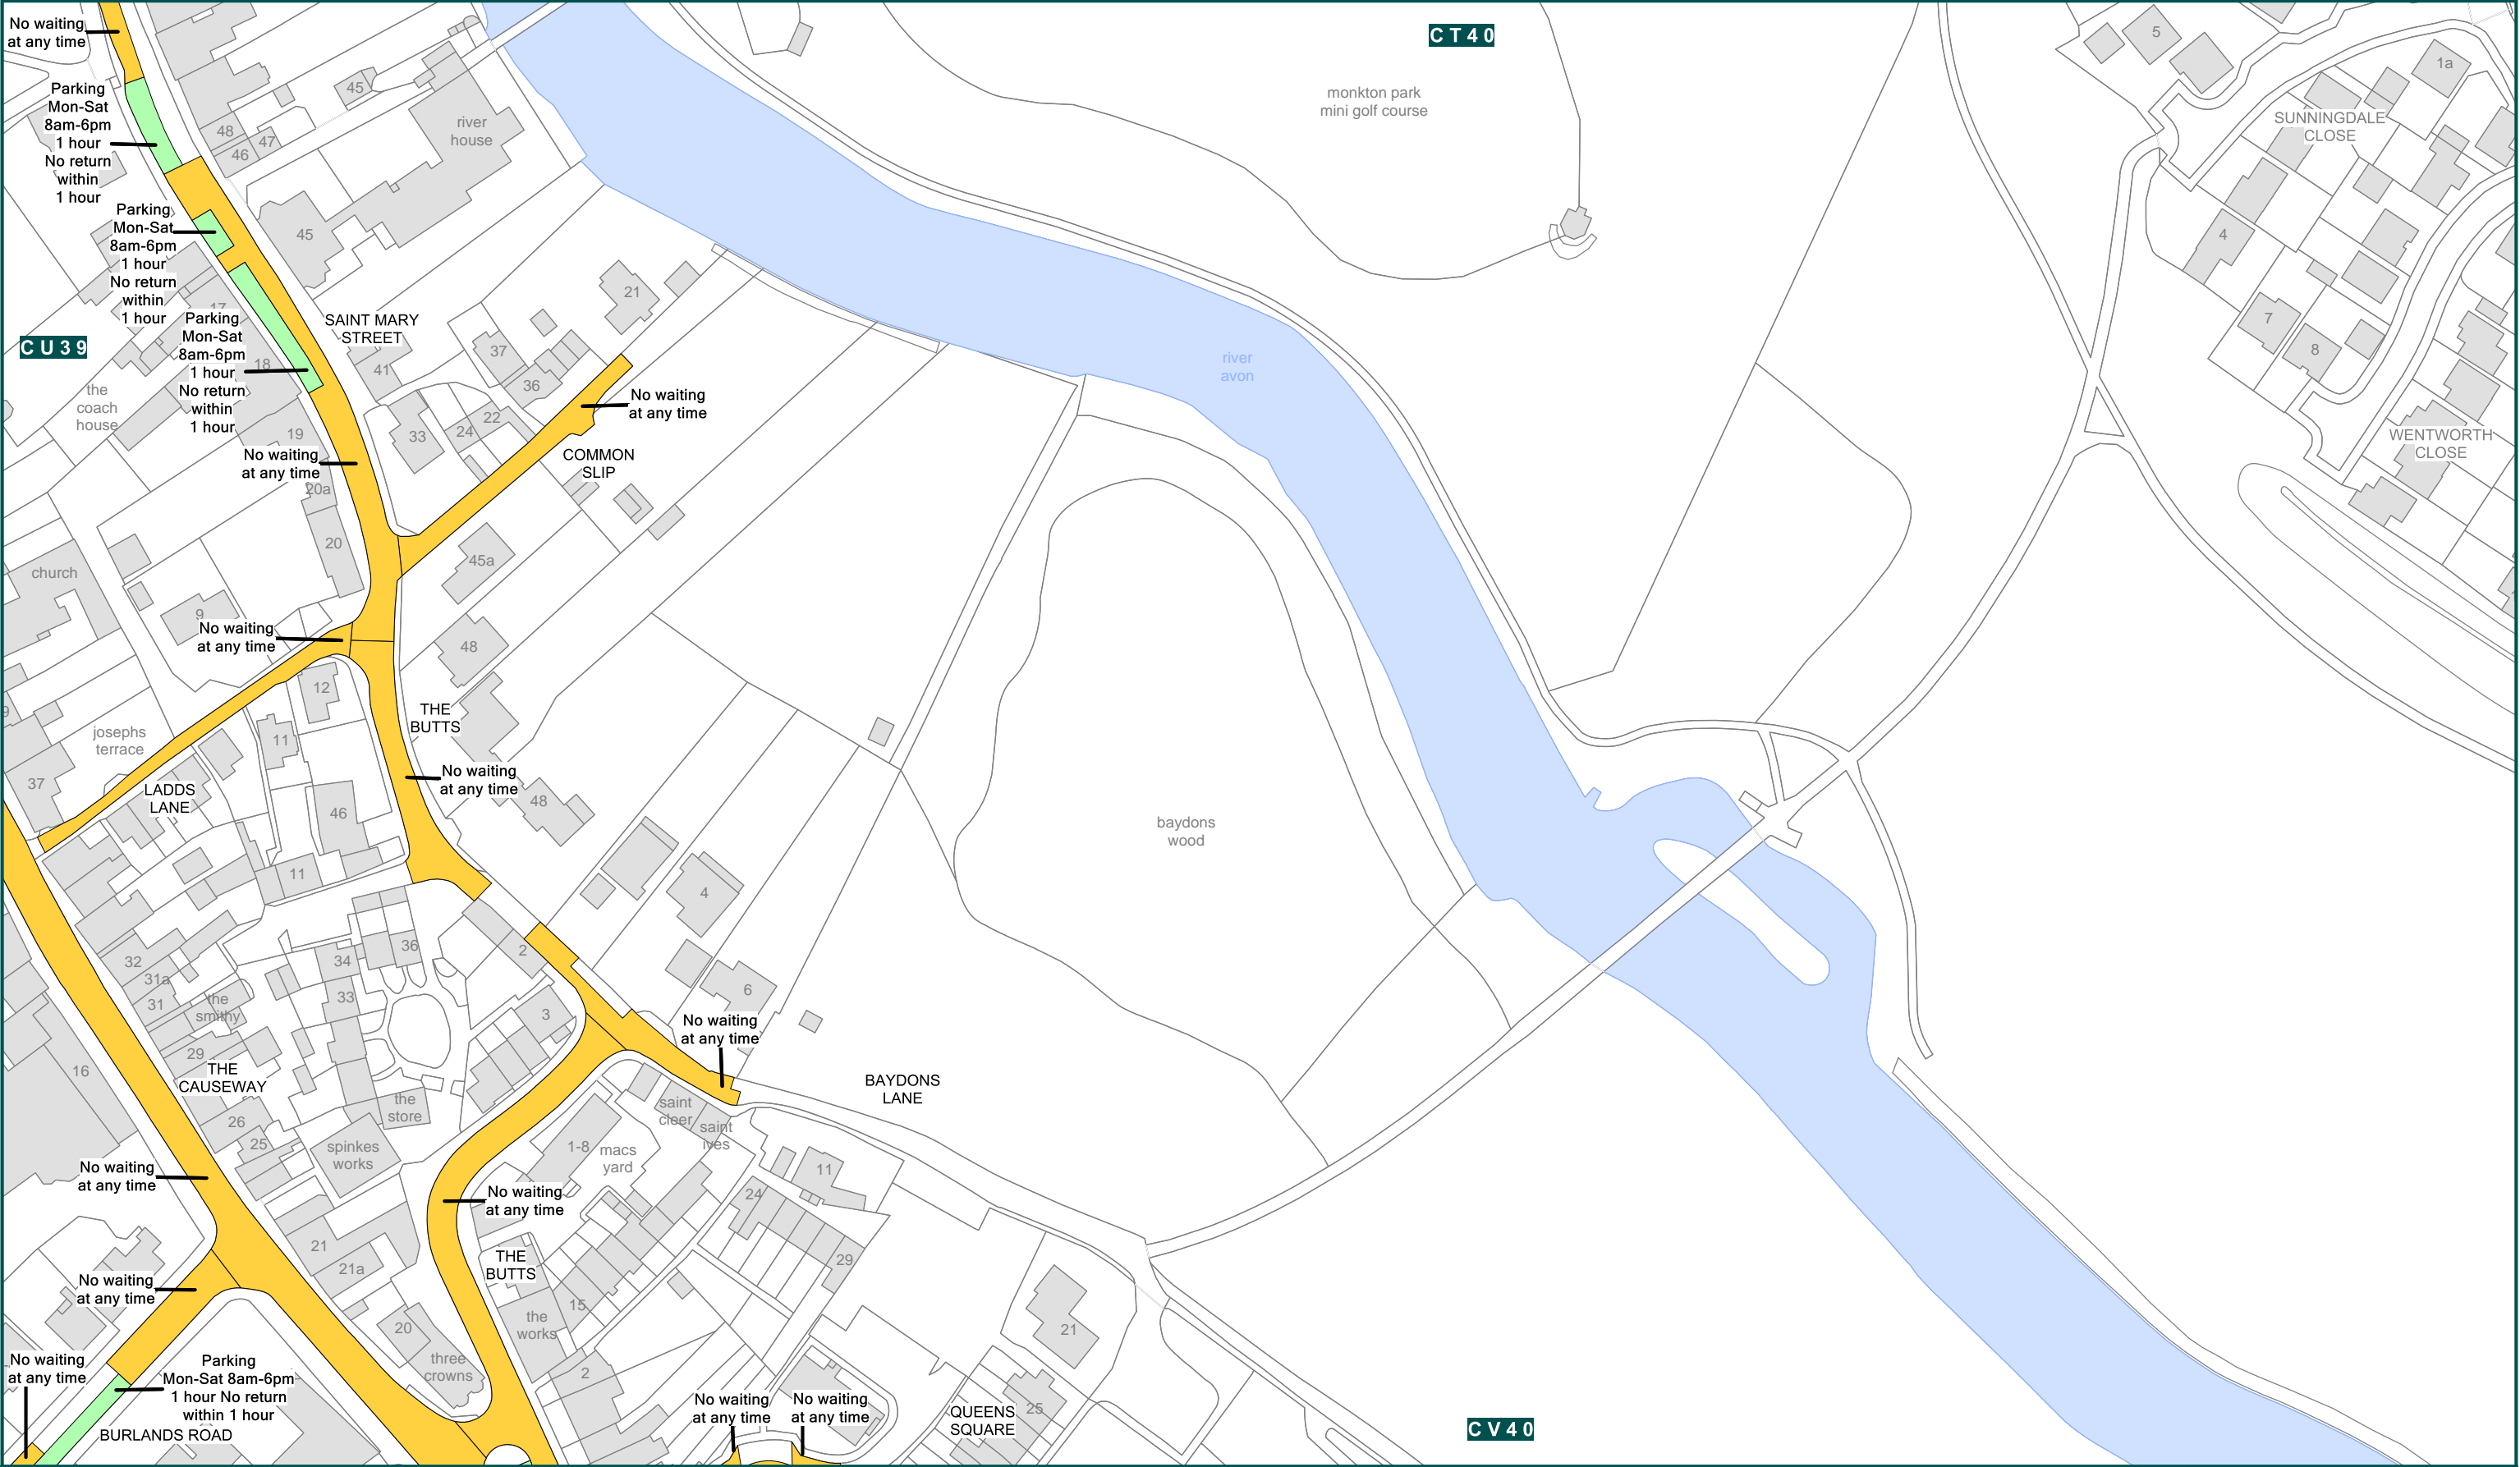 No waiting
at any time
CT40
5
1a
monkton park
mini golf course
SUNNINGDALE
CLOSE
Parking
Mon-Sat
8am-6pm
1 hour
No return
within
1 hour
45
48
47
46
river
house
45
4
Parking
Mon-Sat
8am-6pm
1 hour
No return
within
1 hour
21
17
7
8
SAINT MARY
STREET
CU39
Parking
Mon-Sat
8am-6pm
1 hour
No return
within
1 hour
18
41
37
36
river
avon
the
coach
house
No waiting
at any time
33
24
22
19
WENTWORTH
CLOSE
COMMON
SLIP
No waiting
at any time
20a
20
45a
church
9
No waiting
at any time
48
12
THE
BUTTS
9
josephs
terrace
11
37
No waiting
at any time
LADDS
LANE
46
48
baydons
wood
11
4
32
36
2
34
31a
31
33
the
smithy
6
3
29
No waiting
at any time
16
THE
CAUSEWAY
BAYDONS
LANE
the
store
saint
cleer
saint
ives
26
25
spinkes
works
1-8
macs
yard
11
No waiting
at any time
24
No waiting
at any time
21
21a
THE
BUTTS
29
No waiting
at any time
15
20
the
works
21
three
crowns
2
No waiting
at any time
Parking
Mon-Sat 8am-6pm
1 hour No return
within 1 hour
BURLANDS ROAD
No waiting
at any time
No waiting
at any time
25
QUEENS
SQUARE
CV40